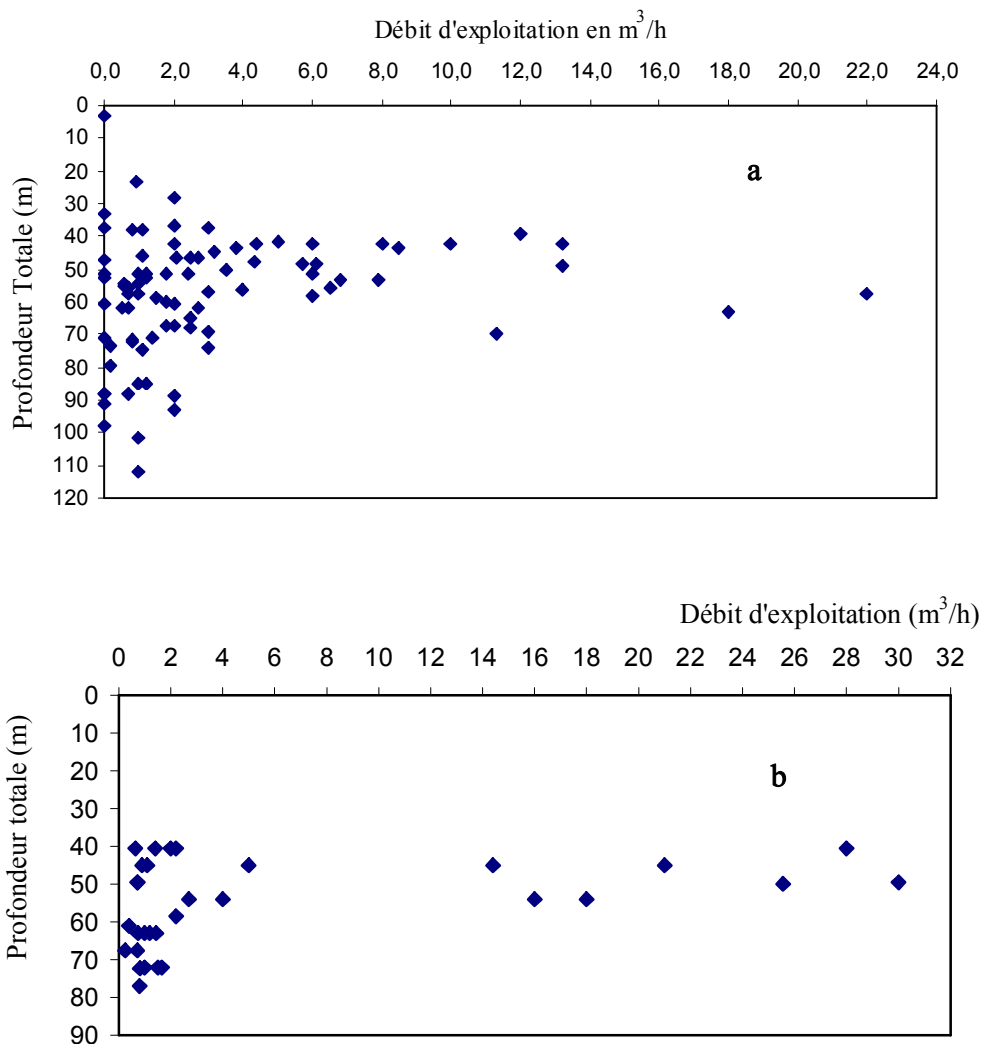 Débit d'exploitation en m³/h
0,0 2,0 4,0 6,0 8,0 10,0 12,0 14,0 16,0 18,0 20,0 22,0 24,0
Profondeur Totale (m)
0
10
20
30
40
50
60
70
80
90
100
110
120
a
Débit d'exploitation (m³/h)
0 2 4 6 8 10 12 14 16 18 20 22 24 26 28 30 32
Profondeur totale (m)
0
10
20
30
40
50
60
70
80
90
b